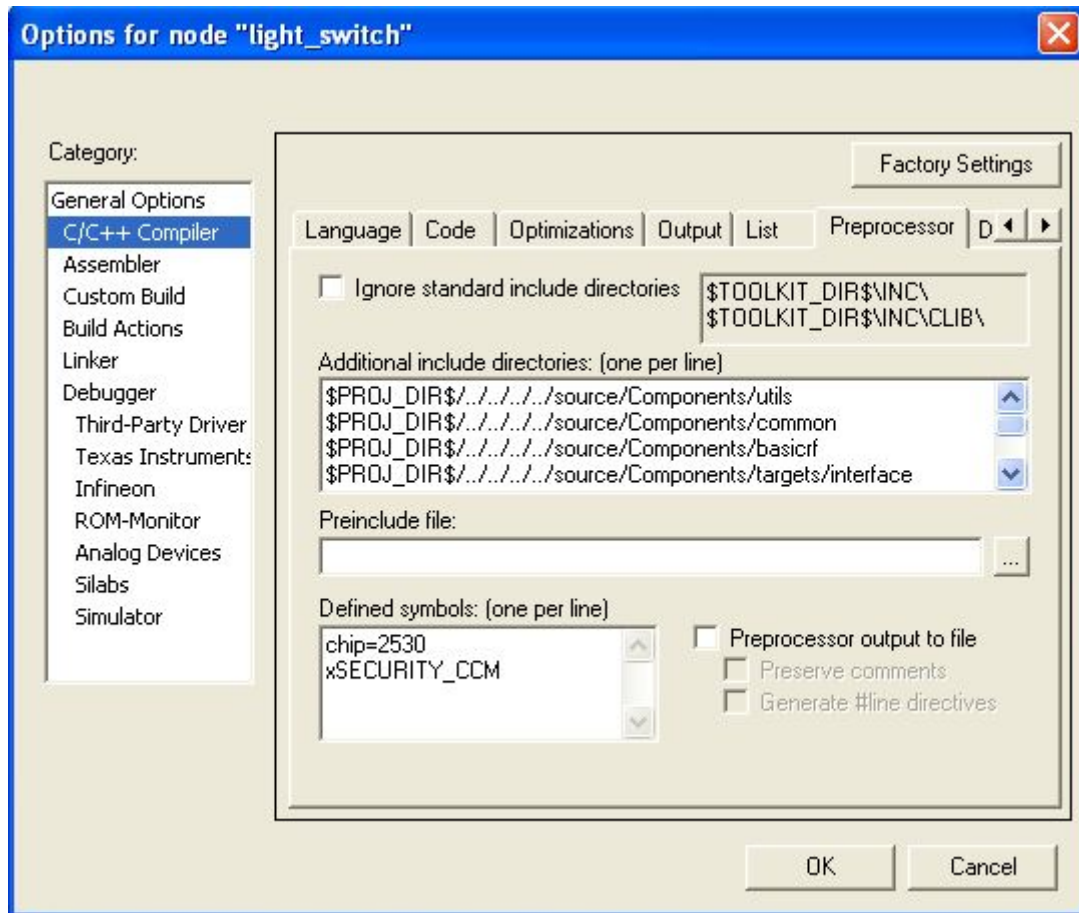 Options for node "light_switch"
Category:
General Options
C/C++ Compiler
Assembler
Custom Build
Build Actions
Linker
Debugger
Third-Party Driver
Texas Instruments
Infineon
ROM-Monitor
Analog Devices
Silabs
Simulator
Factory Settings
Language Code Optimizations Output List Preprocessor D
Ignore standard include directories
$TOOLKIT_DIR$\INC\
$TOOLKIT_DIR$\INC\CLIB\
Additional include directories: (one per line)
$PROJ_DIR$/../../../../source/Components/utils
$PROJ_DIR$/../../../../source/Components/common
$PROJ_DIR$/../../../../source/Components/basicrf
$PROJ_DIR$/../../../../source/Components/targets/interface
Preinclude file:
...
Defined symbols: (one per line)
chip=2530
xSECURITY_CCM
Preprocessor output to file
Preserve comments
Generate #line directives
OK Cancel